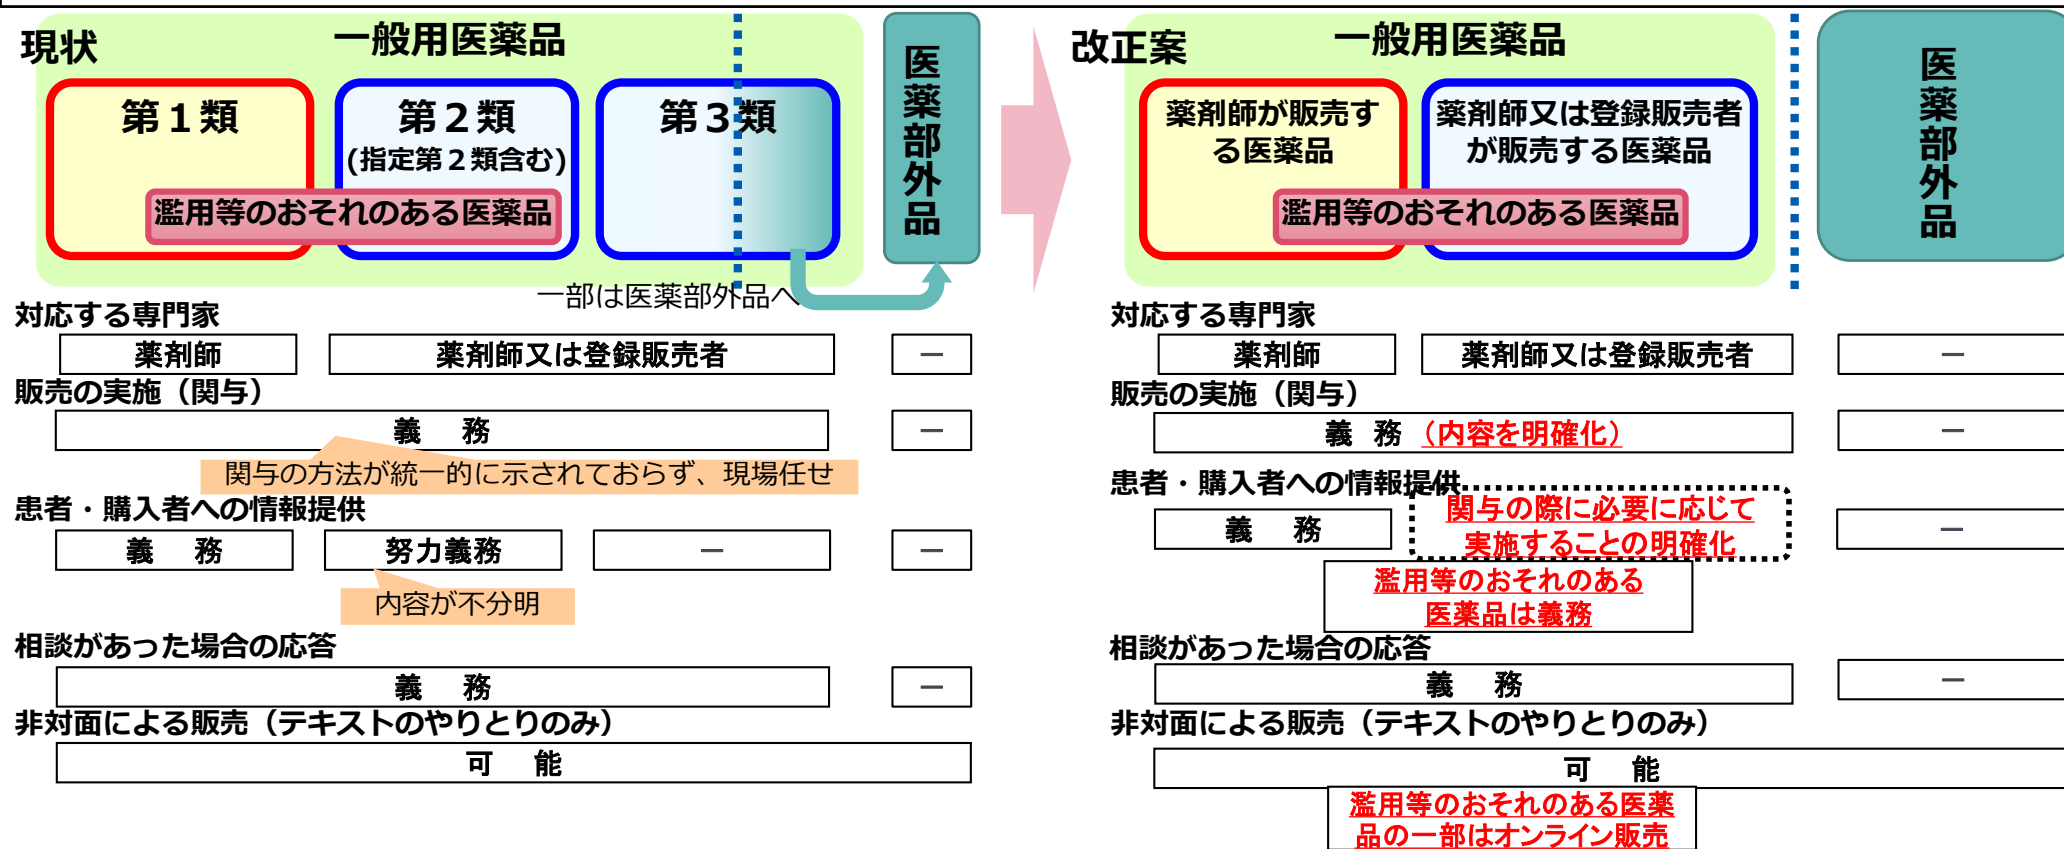 現状
一般用医薬品
第１類
第２類
(指定第２類含む)
第３類
濫用等のおそれのある医薬品
医薬部外品
一部は医薬部外品へ
対応する専門家
薬剤師
薬剤師又は登録販売者
－
販売の実施（関与）
義　務
－
関与の方法が統一的に示されておらず、現場任せ
患者・購入者への情報提供
義　務
努力義務
－
－
内容が不分明
相談があった場合の応答
義　務
－
非対面による販売（テキストのやりとりのみ）
可　能
改正案
一般用医薬品
薬剤師が販売す
る医薬品
薬剤師又は登録販売者
が販売する医薬品
濫用等のおそれのある医薬品
医薬部外品
対応する専門家
薬剤師
薬剤師又は登録販売者
－
販売の実施（関与）
義　務（内容を明確化）
－
患者・購入者への情報提供
義　務
関与の際に必要に応じて
実施することの明確化
－
濫用等のおそれのある
医薬品は義務
相談があった場合の応答
義　務
－
非対面による販売（テキストのやりとりのみ）
可　能
濫用等のおそれのある医薬
品の一部はオンライン販売